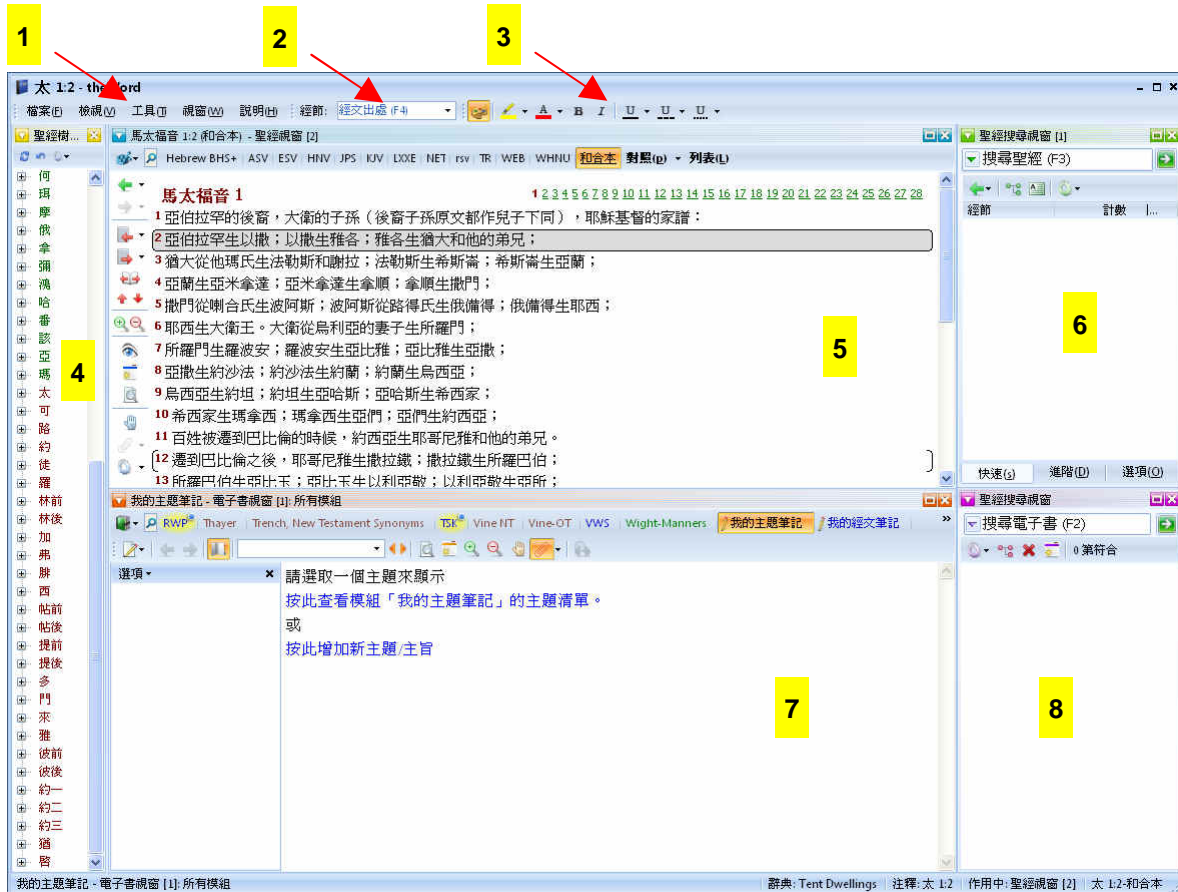 1
2
3
太 1:2 - the Word
檔案(F) 檢視(V) 工具(T) 視窗(W) 說明(H) 經節: 經文出處 (F4) A B I U U U
聖經樹...
何
珥
摩
俄
拿
彌
鴻
哈
番
該
亞
瑪
太
可
路
約
徒
羅
林前
林後
加
弗
腓
西
帖前
帖後
提前
提後
多
門
來
雅
彼前
彼後
約一
約二
約三
猶
啓
4
馬太福音 1:2 (和合本) - 聖經視窗 [2]
Hebrew BHS+ ASV ESV HNV JPS KJV LXXE NET rsv TR WEB WHNU 和合本 對照(p) 列表(L)
馬太福音 1 1 2 3 4 5 6 7 8 9 10 11 12 13 14 15 16 17 18 19 20 21 22 23 24 25 26 27 28
1 亞伯拉罕的後裔，大衛的子孫（後裔子孫原文都作兒子下同），耶穌基督的家譜：
2 亞伯拉罕生以撒；以撒生雅各；雅各生猶大和他的弟兄；
3 猶大從他瑪氏生法勒斯和謝拉；法勒斯生希斯崙；希斯崙生亞蘭；
4 亞蘭生亞米拿達；亞米拿達生拿順；拿順生撒門；
5 撒門從喇合氏生波阿斯；波阿斯從路得氏生俄備得；俄備得生耶西；
6 耶西生大衛王。大衛從烏利亞的妻子生所羅門；
7 所羅門生羅波安；羅波安生亞比雅；亞比雅生亞撒；
8 亞撒生約沙法；約沙法生約蘭；約蘭生烏西亞；
9 烏西亞生約坦；約坦生亞哈斯；亞哈斯生希西家；
10 希西家生瑪拿西；瑪拿西生亞們；亞們生約西亞；
11 百姓被遷到巴比倫的時候，約西亞生耶哥尼雅和他的弟兄。
12 遷到巴比倫之後，耶哥尼雅生撒拉鐵；撒拉鐵生所羅巴伯；
13 所羅巴伯生亞比玉；亞比玉生以利亞敬；以利亞敬生亞所；
5
聖經搜尋視窗 [1]
搜尋聖經 (F3)
經節 計數 |...
6
快速(s) 進階(D) 選項(O)
我的主題筆記 - 電子書視窗 [1]: 所有模組
RWP Thayer Trench, New Testament Synonyms TSK Vine NT Vine-OT VWS Wight-Manners 我的主題筆記 我的經文筆記 »
選項
請選取一個主題來顯示
按此查看模組「我的主題筆記」的主題清單。
或
按此增加新主題/主旨
7
聖經搜尋視窗
搜尋電子書 (F2)
0 第符合
8
我的主題筆記 - 電子書視窗 [1]: 所有模組 辭典: Tent Dwellings 注釋: 太 1:2 作用中: 聖經視窗 [2] 太 1:2-和合本